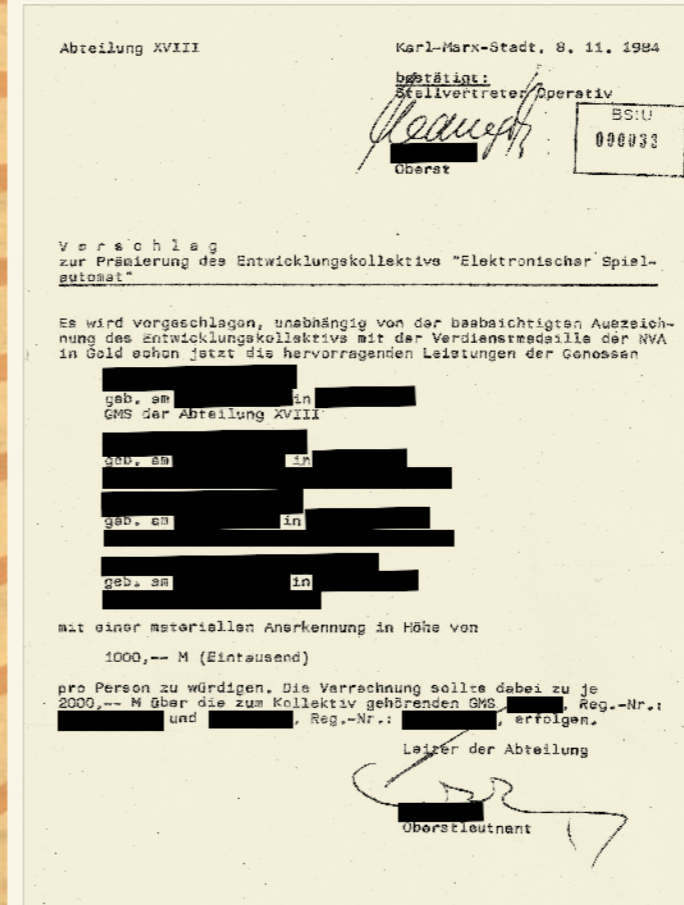 Abteilung XVIII
Karl-Marx-Stadt, 8. 11. 1984
bestätigt:
Stellvertreter Operativ
BStU
000033
Oberst
V o r s c h l a g
zur Prämierung des Entwicklungskollektivs "Elektronischer Spiel-
automat"
Es wird vorgeschlagen, unabhängig von der beabsichtigten Auszeich-
nung des Entwicklungskollektivs mit der Verdienstmedaille der NVA
in Gold schon jetzt die hervorragenden Leistungen der Genossen
geb. am in
GMS der Abteilung XVIII
geb. am in
geb. am in
geb. am in
mit einer materiellen Anerkennung in Höhe von
1000,-- M (Eintausend)
pro Person zu würdigen. Die Verrechnung sollte dabei zu je
2000,-- M über die zum Kollektiv gehörenden GMS , Reg.-Nr.:
und , Reg.-Nr.: , erfolgen.
Leiter der Abteilung
Oberstleutnant